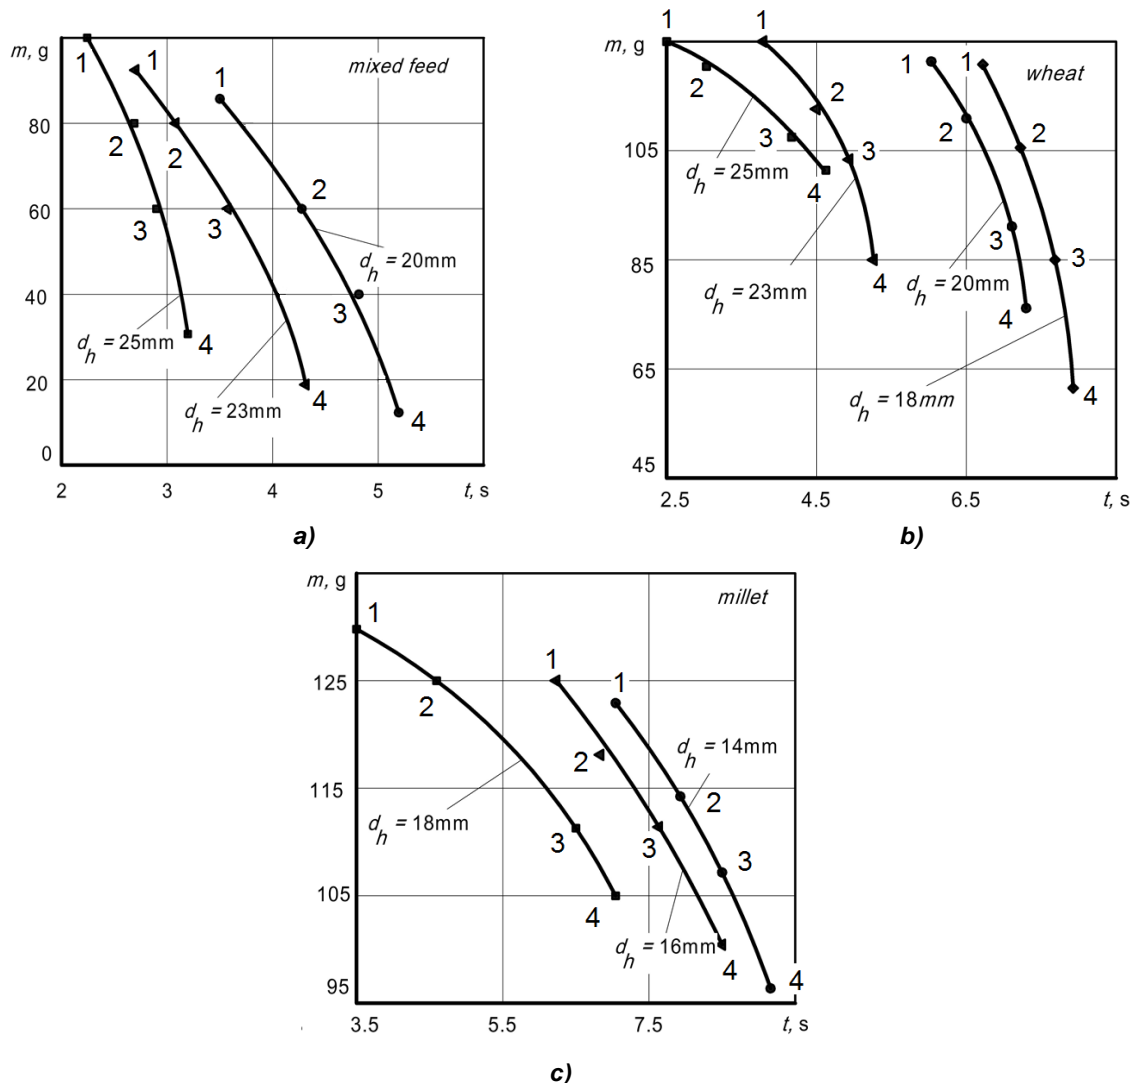 m, g
mixed feed
1
1
1
80
2
2
2
60
3
3
d_h = 20mm
40
3
d_h = 25mm
4
20
d_h = 23mm
4
4
0
2
3
4
5
t, s
a)
1
1
m, g
1
1
wheat
2
2
105
3
3
2
2
d_h = 25mm
4
85
3
3
d_h = 23mm
4
d_h = 20mm
4
65
d_h = 18mm
4
45
2.5
4.5
6.5
t, s
b)
m, g
millet
1
125
1
1
2
2
d_h = 14mm
115
2
d_h = 18mm
3
3
3
105
4
d_h = 16mm
4
95
4
3.5
5.5
7.5
t, s
c)